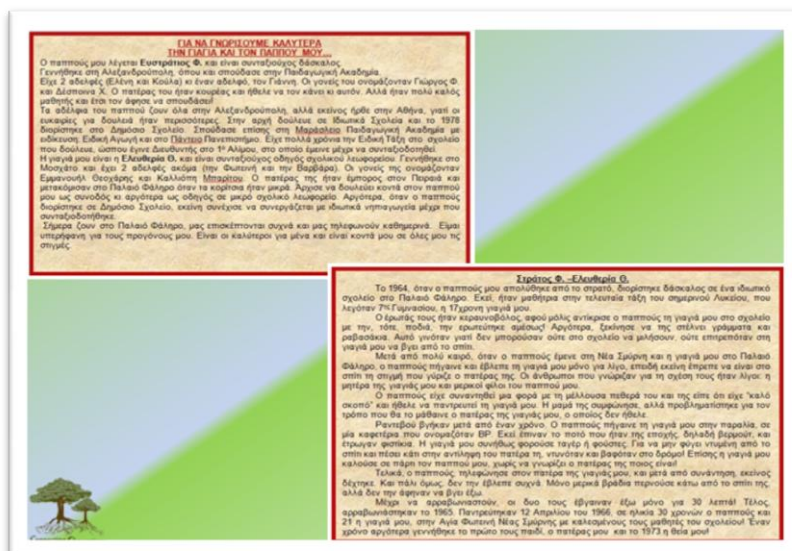 ΓΙΑ ΝΑ ΓΝΩΡΙΣΟΥΜΕ ΚΑΛΥΤΕΡΑ
ΤΗΝ ΓΙΑΓΙΑ ΚΑΙ ΤΟΝ ΠΑΠΠΟΥ ΜΟΥ...
Ο παππούς μου λέγεται Ευστράτιος Φ. και είναι συνταξιούχος δάσκαλος.
Γεννήθηκε στη Αλεξανδρούπολη, όπου και σπούδασε στην Παιδαγωγική Ακαδημία.
Είχε 2 αδελφές (Ελένη και Κούλα) κι έναν αδελφό, τον Γιάννη. Οι γονείς του ονομάζονταν Γιώργος Φ.
και Δέσποινα Χ. Ο πατέρας του ήταν κουρέας και ήθελε να τον κάνει κι αυτόν. Αλλά ήταν πολύ καλός
μαθητής και έτσι τον άφησε να σπουδάσει!
Τα αδέλφια του παππού ζουν όλα στην Αλεξανδρούπολη, αλλά εκείνος ήρθε στην Αθήνα, γιατί οι
ευκαιρίες για δουλειά ήταν περισσότερες. Στην αρχή δούλευε σε Ιδιωτικά Σχολεία και το 1978
διορίστηκε στο Δημόσιο Σχολείο. Σπούδασε επίσης στη Μαράσλειο Παιδαγωγική Ακαδημία με
ειδίκευση: Ειδική Αγωγή και στο Πάντειο Πανεπιστήμιο. Είχε πολλά χρόνια την Ειδική Τάξη στο σχολείο
που δούλευε, ώσπου έγινε Διευθυντής στο 1º Αλίμου, στο οποίο έμεινε μέχρι να συνταξιοδοτηθεί.
Η γιαγιά μου είναι η Ελευθερία Θ. και είναι συνταξιούχος οδηγός σχολικού λεωφορείου. Γεννήθηκε στο
Μοσχάτο και έχει 2 αδελφές ακόμα (την Φωτεινή και την Βαρβάρα). Οι γονείς της ονομάζονταν
Εμμανουήλ Θεοχάρης και Καλλιόπη Μπαρίτου. Ο πατέρας της ήταν έμπορος στον Πειραιά και
μετακόμισαν στο Παλαιό Φάληρο όταν τα κορίτσια ήταν μικρά. Άρχισε να δουλεύει κοντά στον παππού
μου ως συνοδός κι αργότερα ως οδηγός σε μικρό σχολικό λεωφορείο. Αργότερα, όταν ο παππούς
διορίστηκε σε Δημόσιο Σχολείο, εκείνη συνέχισε να συνεργάζεται με ιδιωτικά νηπιαγωγεία μέχρι που
συνταξιοδοτήθηκε.
Σήμερα ζουν στο Παλαιό Φάληρο, μας επισκέπτονται συχνά και μας τηλεφωνούν καθημερινά. Είμαι
υπερήφανη για τους προγόνους μου. Είναι οι καλύτεροι για μένα και είναι κοντά μου σε όλες μου τις
στιγμές.
Στράτος Φ. –Ελευθερία Θ.
Το 1964, όταν ο παππούς μου απολύθηκε από το στρατό, διορίστηκε δάσκαλος σε ένα ιδιωτικό
σχολείο στο Παλαιό Φάληρο. Εκεί, ήταν μαθήτρια στην τελευταία τάξη του σημερινού Λυκείου, που
λεγόταν 7ης Γυμνασίου, η 17χρονη γιαγιά μου.
Ο έρωτάς τους ήταν κεραυνοβόλος, αφού μόλις αντίκρισε ο παππούς τη γιαγιά μου στο σχολείο
με την, τότε, ποδιά, την ερωτεύτηκε αμέσως! Αργότερα, ξεκίνησε να της στέλνει γράμματα και
ραβασάκια. Αυτό γινόταν γιατί δεν μπορούσαν ούτε στο σχολείο να μιλήσουν, ούτε επιτρεπόταν στη
γιαγιά μου να βγει από το σπίτι.
Μετά από πολύ καιρό, όταν ο παππούς έμενε στη Νέα Σμύρνη και η γιαγιά μου στο Παλαιό
Φάληρο, ο παππούς πήγαινε και έβλεπε τη γιαγιά μου μόνο για λίγο, επειδή εκείνη έπρεπε να είναι στο
σπίτι τη στιγμή που γύριζε ο πατέρας της. Οι άνθρωποι που γνώριζαν για τη σχέση τους ήταν λίγοι: η
μητέρα της γιαγιάς μου και μερικοί φίλοι του παππού μου.
Ο παππούς είχε συναντηθεί μια φορά με τη μέλλουσα πεθερά του και της είπε ότι είχε "καλό
σκοπό" και ήθελε να παντρευτεί τη γιαγιά μου. Η μαμά της συμφώνησε, αλλά προβληματίστηκε για τον
τρόπο που θα το μάθαινε ο πατέρας της γιαγιάς μου, ο οποίος δεν ήθελε.
Ραντεβού βγήκαν μετά από έναν χρόνο. Ο παππούς πήγαινε τη γιαγιά μου στην παραλία, σε
μία καφετέρια που ονομαζόταν ΒΡ. Εκεί έπιναν το ποτό που ήταν της εποχής, δηλαδή βερμούτ, και
έτρωγαν φιστίκια. Η γιαγιά μου συνήθως φορούσε ταγέρ ή φούστες. Για να μην φύγει ντυμένη από το
σπίτι και πέσει κάτι στην αντίληψη του πατέρα τη, ντυνόταν και βαφόταν στο δρόμο! Επίσης η γιαγιά μου
καλούσε σε πάρτι τον παππού μου, χωρίς να γνωρίζει ο πατέρας της ποιος είναι!
Τελικά, ο παππούς, τηλεφώνησε στον πατέρα της γιαγιάς μου, και μετά από συνάντηση, εκείνος
δέχτηκε. Και πάλι όμως, δεν την έβλεπε συχνά. Μόνο μερικά βράδια περνούσε κάτω από το σπίτι της,
αλλά δεν την άφηναν να βγει έξω.
Μέχρι να αρραβωνιαστούν, οι δυο τους έβγαιναν έξω μόνο για 30 λεπτά! Τέλος,
αρραβωνιάστηκαν το 1965. Παντρεύτηκαν 12 Απριλίου του 1966, σε ηλικία 30 χρονών ο παππούς και
21 η γιαγιά μου, στην Αγία Φωτεινή Νέας Σμύρνης με καλεσμένους τους μαθητές του σχολείου! Έναν
χρόνο αργότερα γεννήθηκε το πρώτο τους παιδί, ο πατέρας μου και το 1973 η θεία μου!